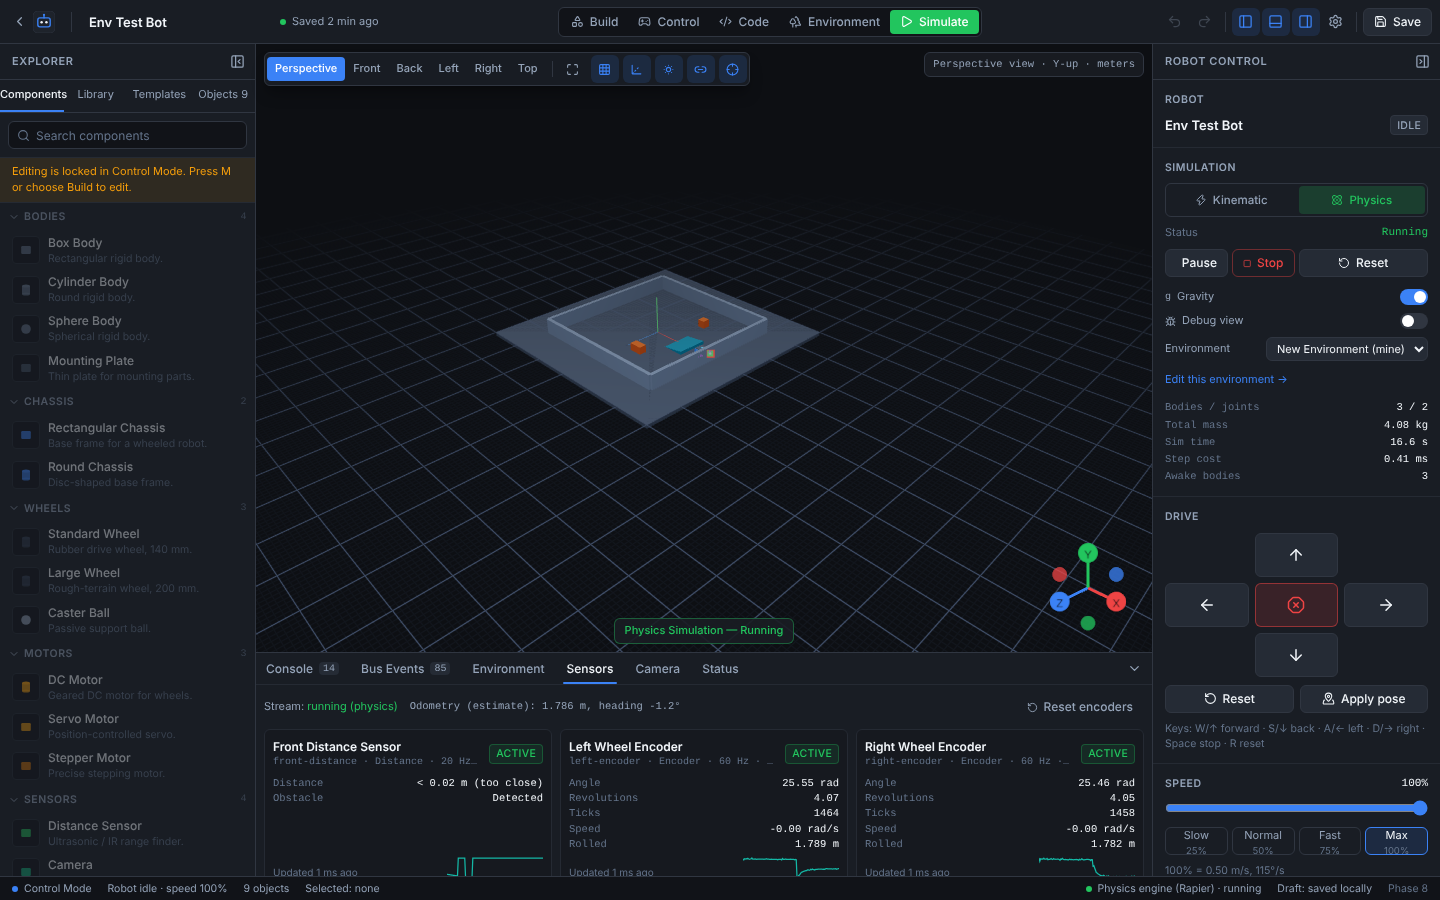 Env Test Bot
Saved 2 min ago
Build
Control
Code
Environment
Simulate
Save
EXPLORER
Components
Library
Templates
Objects 9
Search components
Editing is locked in Control Mode. Press M
or choose Build to edit.
BODIES 4
Box Body
Rectangular rigid body.
Cylinder Body
Round rigid body.
Sphere Body
Spherical rigid body.
Mounting Plate
Thin plate for mounting parts.
CHASSIS 2
Rectangular Chassis
Base frame for a wheeled robot.
Round Chassis
Disc-shaped base frame.
WHEELS 3
Standard Wheel
Rubber drive wheel, 140 mm.
Large Wheel
Rough-terrain wheel, 200 mm.
Caster Ball
Passive support ball.
MOTORS 3
DC Motor
Geared DC motor for wheels.
Servo Motor
Position-controlled servo.
Stepper Motor
Precise stepping motor.
SENSORS 4
Distance Sensor
Ultrasonic / IR range finder.
Camera
Perspective
Front
Back
Left
Right
Top
Perspective view · Y-up · meters
Y
Z
X
Physics Simulation — Running
Console 14
Bus Events 85
Environment
Sensors
Camera
Status
Stream: running (physics) Odometry (estimate): 1.786 m, heading -1.2°
Reset encoders
Front Distance Sensor
front-distance · Distance · 20 Hz…
ACTIVE
Distance < 0.02 m (too close)
Obstacle Detected
Updated 1 ms ago
Left Wheel Encoder
left-encoder · Encoder · 60 Hz · …
ACTIVE
Angle 25.55 rad
Revolutions 4.07
Ticks 1464
Speed -0.00 rad/s
Rolled 1.789 m
Updated 1 ms ago
Right Wheel Encoder
right-encoder · Encoder · 60 Hz ·…
ACTIVE
Angle 25.46 rad
Revolutions 4.05
Ticks 1458
Speed -0.00 rad/s
Rolled 1.782 m
Updated 1 ms ago
ROBOT CONTROL
ROBOT
Env Test Bot
IDLE
SIMULATION
Kinematic
Physics
Status Running
Pause
Stop
Reset
g Gravity
Debug view
Environment New Environment (mine)
Edit this environment →
Bodies / joints 3 / 2
Total mass 4.08 kg
Sim time 16.6 s
Step cost 0.41 ms
Awake bodies 3
DRIVE
Reset
Apply pose
Keys: W/↑ forward · S/↓ back · A/← left · D/→ right ·
Space stop · R reset
SPEED 100%
Slow
25%
Normal
50%
Fast
75%
Max
100%
100% = 0.50 m/s, 115°/s
Control Mode
Robot idle · speed 100%
9 objects
Selected: none
Physics engine (Rapier) · running
Draft: saved locally
Phase 8